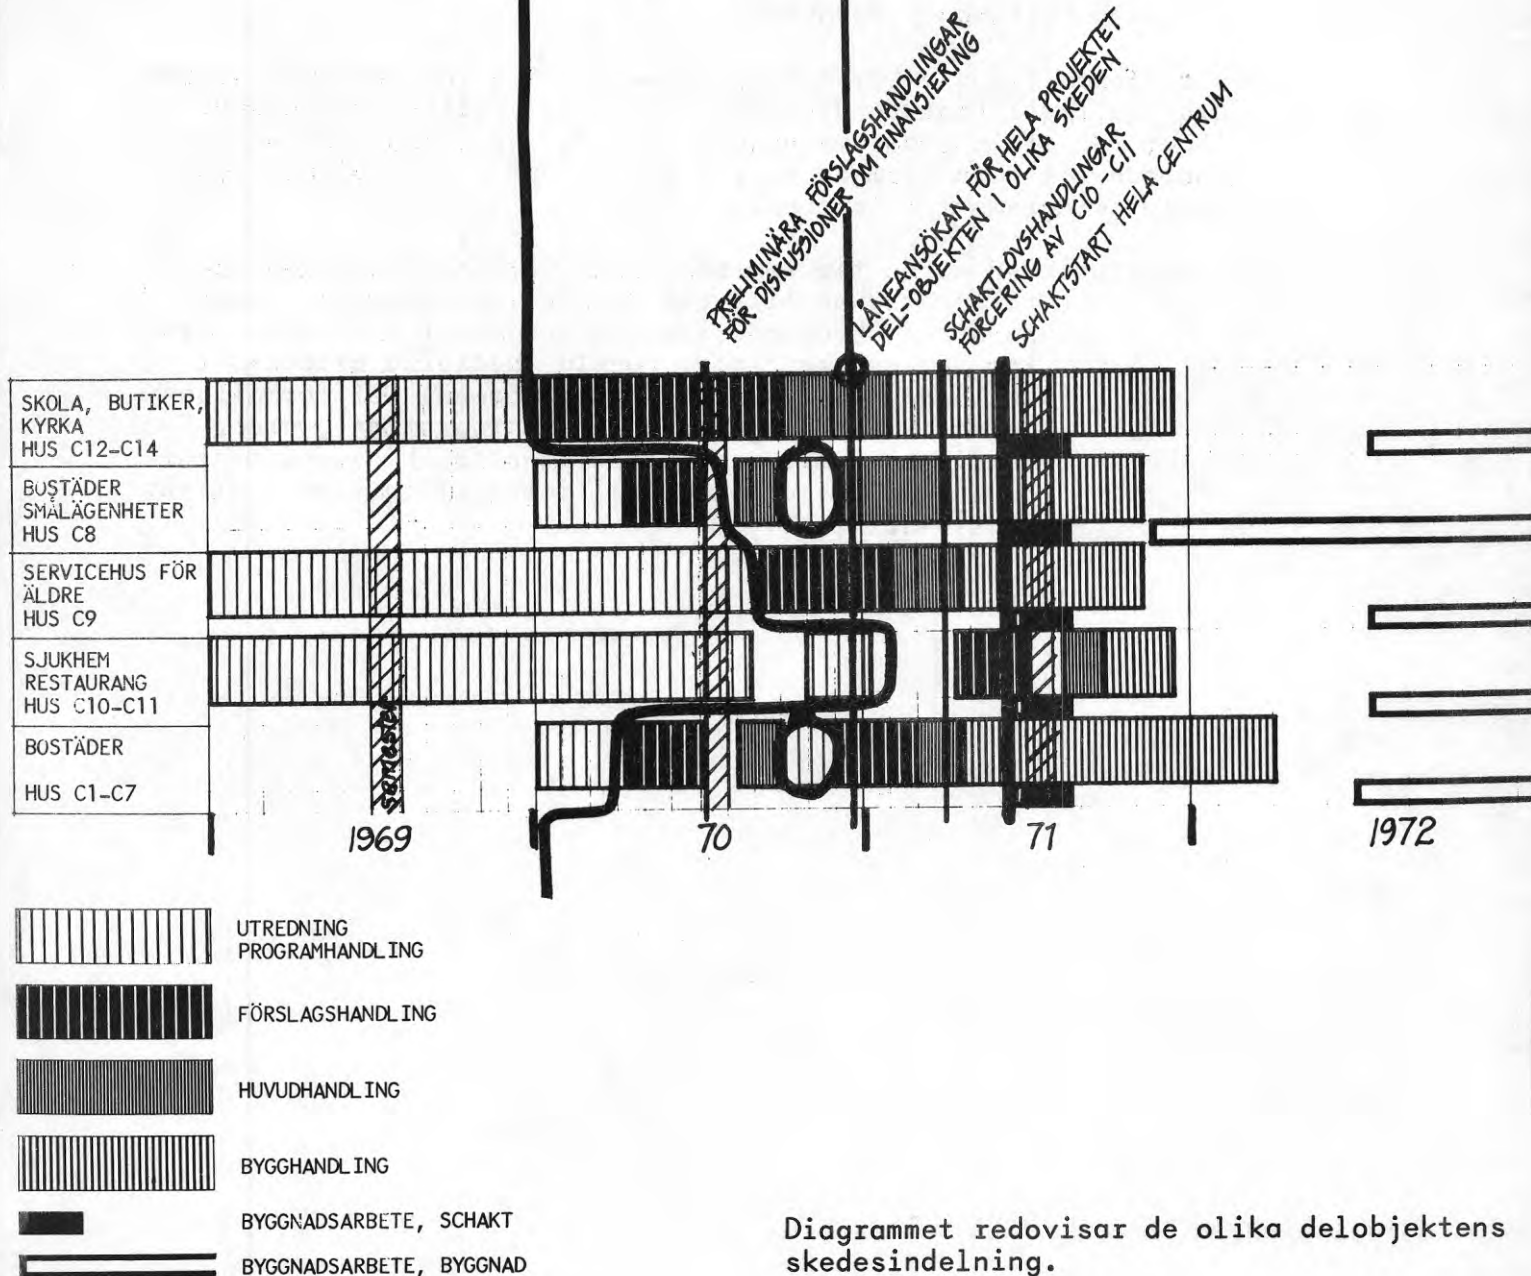 PRELIMINÄRA FÖRSLAGSHANDLINGAR
FÖR DISKUSSIONER OM FINANSIERING
LÅNEANSÖKAN FÖR HELA PROJEKTET
DEL-OBJEKTEN I OLIKA SKEDEN
SCHAKTLOVSHANDLINGAR
FORCERING AV C10-C11
SCHAKTSTART HELA CENTRUM
SKOLA, BUTIKER,
KYRKA
HUS C12-C14
BOSTÄDER
SMÅLÄGENHETER
HUS C8
SERVICEHUS FÖR
ÄLDRE
HUS C9
SJUKHEM
RESTAURANG
HUS C10-C11
BOSTÄDER
HUS C1-C7
SEMESTER
1969
70
71
1972
UTREDNING
PROGRAMHANDLING
FÖRSLAGSHANDLING
HUVUDHANDLING
BYGGHANDLING
BYGGNADSARBETE, SCHAKT
BYGGNADSARBETE, BYGGNAD
Diagrammet redovisar de olika delobjektens
skedesindelning.